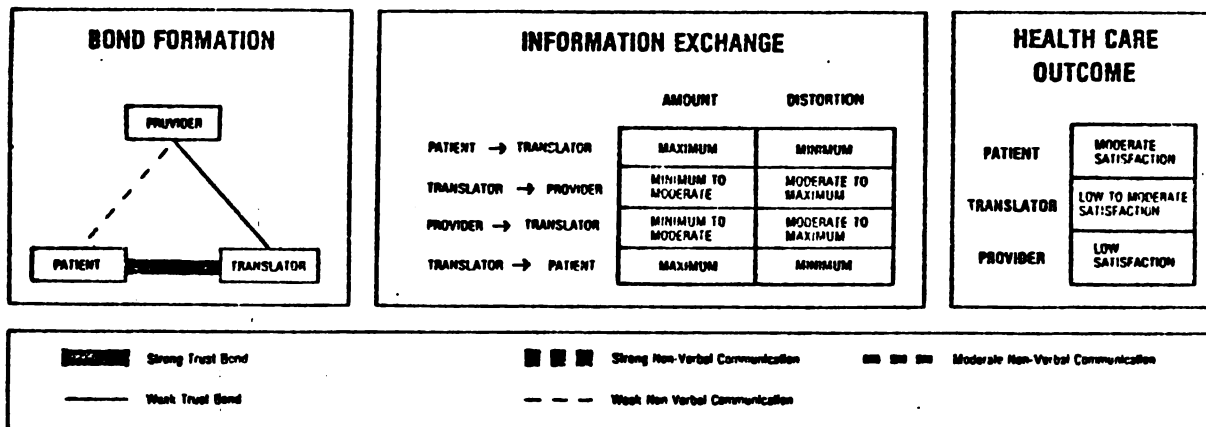 BOND FORMATION
PROVIDER
PATIENT
TRANSLATOR
INFORMATION EXCHANGE
AMOUNT DISTORTION
PATIENT → TRANSLATOR MAXIMUM MINIMUM
TRANSLATOR → PROVIDER MINIMUM TO MODERATE MODERATE TO MAXIMUM
PROVIDER → TRANSLATOR MINIMUM TO MODERATE MODERATE TO MAXIMUM
TRANSLATOR → PATIENT MAXIMUM MINIMUM
HEALTH CARE
OUTCOME
PATIENT MODERATE SATISFACTION
TRANSLATOR LOW TO MODERATE SATISFACTION
PROVIDER LOW SATISFACTION
Strong Trust Bond Strong Non-Verbal Communication Moderate Non-Verbal Communication
Weak Trust Bond Weak Non Verbal Communication